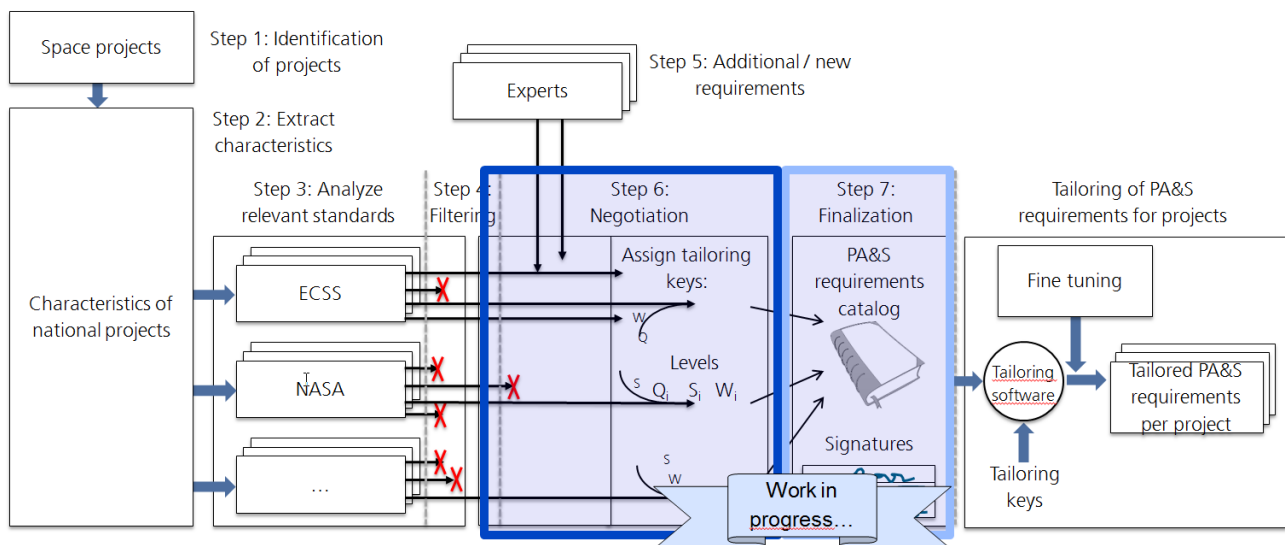 Space projects
Step 1: Identification
of projects
Experts
Step 5: Additional / new
requirements
Step 2: Extract
characteristics
Characteristics of
national projects
Step 3: Analyze
relevant standards
Step 4:
Filtering
Step 6:
Negotiation
Step 7:
Finalization
Tailoring of PA&S
requirements for projects
ECSS
NASA
...
Assign tailoring
keys:
W
Q
Levels
S
Qi Si Wi
S
W
PA&S
requirements
catalog
Signatures
Work in
progress...
Fine tuning
Tailoring
software
Tailoring
keys
Tailored PA&S
requirements
per project